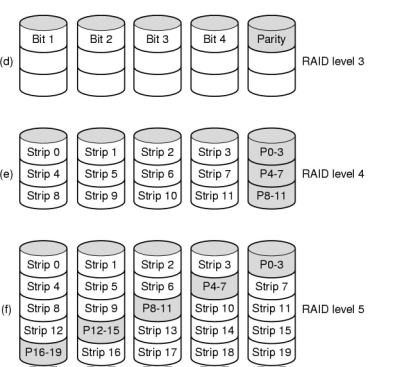 Bit 1 Bit 2 Bit 3 Bit 4 Parity
(d) RAID level 3
Strip 0 Strip 1 Strip 2 Strip 3 P0-3
(e) Strip 4 Strip 5 Strip 6 Strip 7 P4-7 RAID level 4
Strip 8 Strip 9 Strip 10 Strip 11 P8-11
Strip 0 Strip 1 Strip 2 Strip 3 P0-3
Strip 4 Strip 5 Strip 6 P4-7 Strip 7
(f) Strip 8 Strip 9 P8-11 Strip 10 Strip 11 RAID level 5
Strip 12 P12-15 Strip 13 Strip 14 Strip 15
P16-19 Strip 16 Strip 17 Strip 18 Strip 19